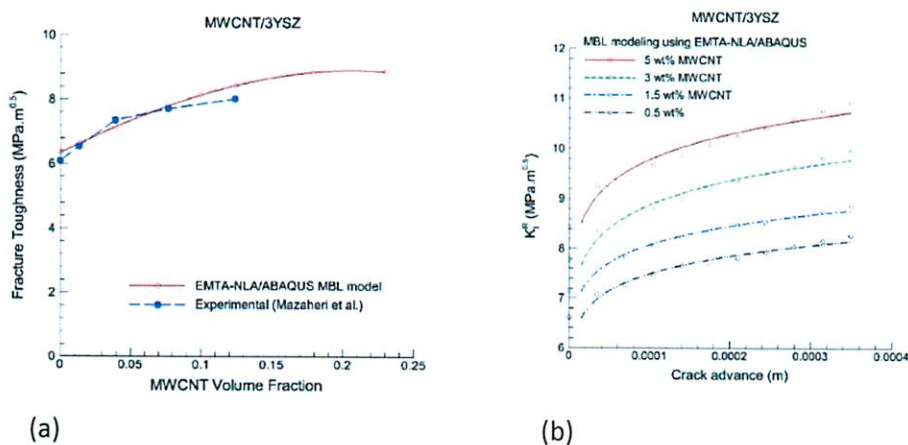 MWCNT/3YSZ
Fracture Toughness (MPa.m^0.5)
10
8
6
4
2
0
EMTA-NLA/ABAQUS MBL model
Experimental (Mazaheri et al.)
0
0.05
0.1
0.15
0.2
0.25
MWCNT Volume Fraction
(a)
MWCNT/3YSZ
MBL modeling using EMTA-NLA/ABAQUS
5 wt% MWCNT
3 wt% MWCNT
1.5 wt% MWCNT
0.5 wt%
K_I^R (MPa.m^0.5)
11
10
9
8
7
6
0
0.0001
0.0002
0.0003
0.0004
Crack advance (m)
(b)